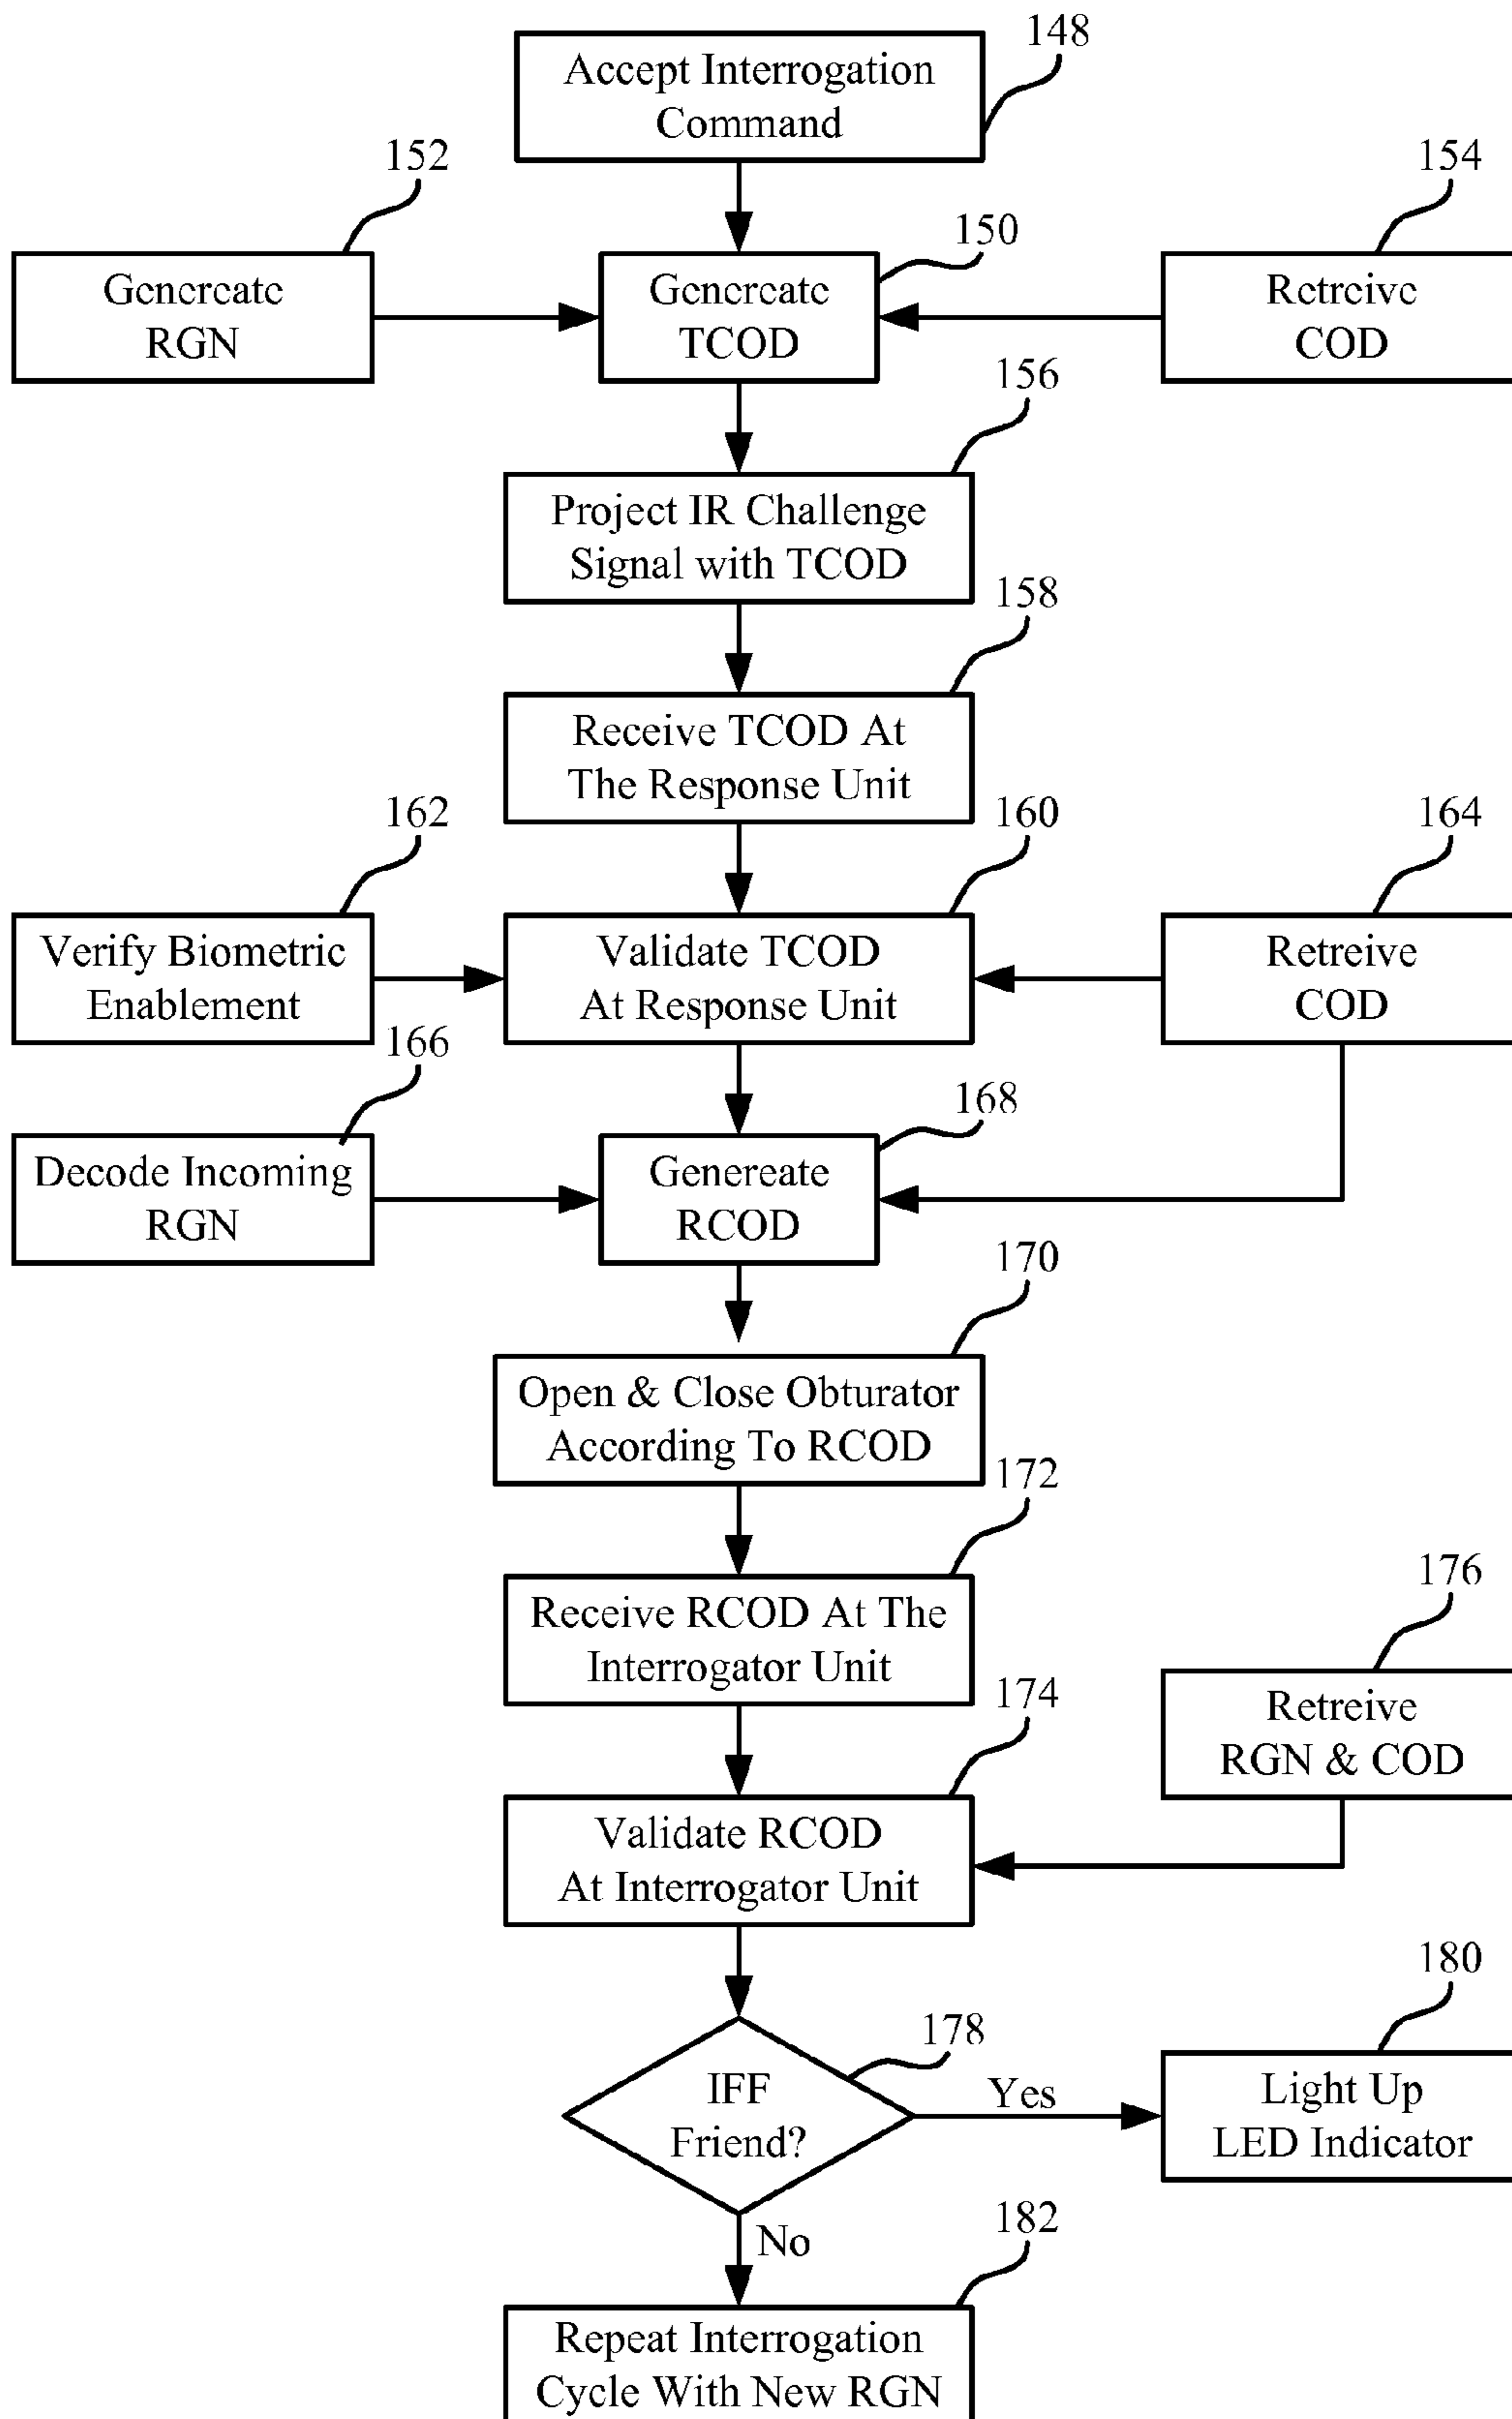 148
Accept Interrogation
Command
152
154
150
Genereate
RGN
Genereate
TCOD
Retreive
COD
156
Project IR Challenge
Signal with TCOD
158
Receive TCOD At
The Response Unit
162
160
164
Verify Biometric
Enablement
Validate TCOD
At Response Unit
Retreive
COD
166
168
Decode Incoming
RGN
Genereate
RCOD
170
Open & Close Obturator
According To RCOD
172
Receive RCOD At The
Interrogator Unit
176
174
Retreive
RGN & COD
Validate RCOD
At Interrogator Unit
180
178
IFF
Friend?
Yes
Light Up
LED Indicator
182
No
Repeat Interrogation
Cycle With New RGN